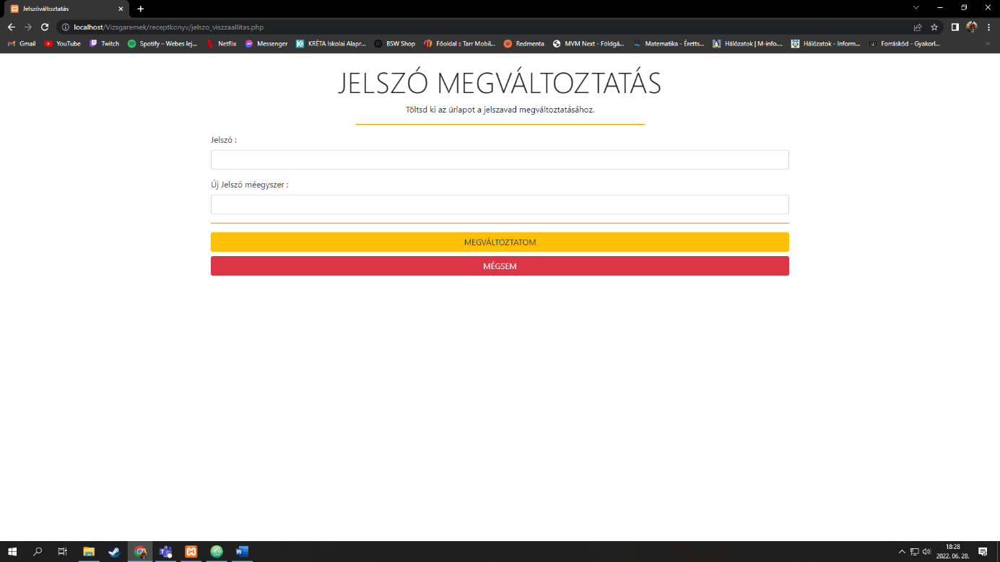 Jelszóváltoztatás
localhost/Vizsgaremek/receptkonyv/jelszo_viszzaallitas.php
Gmail YouTube Twitch Spotify – Webes lej... Netflix Messenger KRÉTA Iskolai Alapr... BSW Shop Főoldal :: Tarr Mobil... Redmenta MVM Next - Földgá... Matematika - Éretts... Hálózatok | M-info.... Hálózatok - Inform... Forráskód - Gyakorl...
JELSZÓ MEGVÁLTOZTATÁS
Töltsd ki az űrlapot a jelszavad megváltoztatásához.
Jelszó :
Új Jelszó méegyszer :
MEGVÁLTOZTATOM
MÉGSEM
18:28
2022. 06. 28.